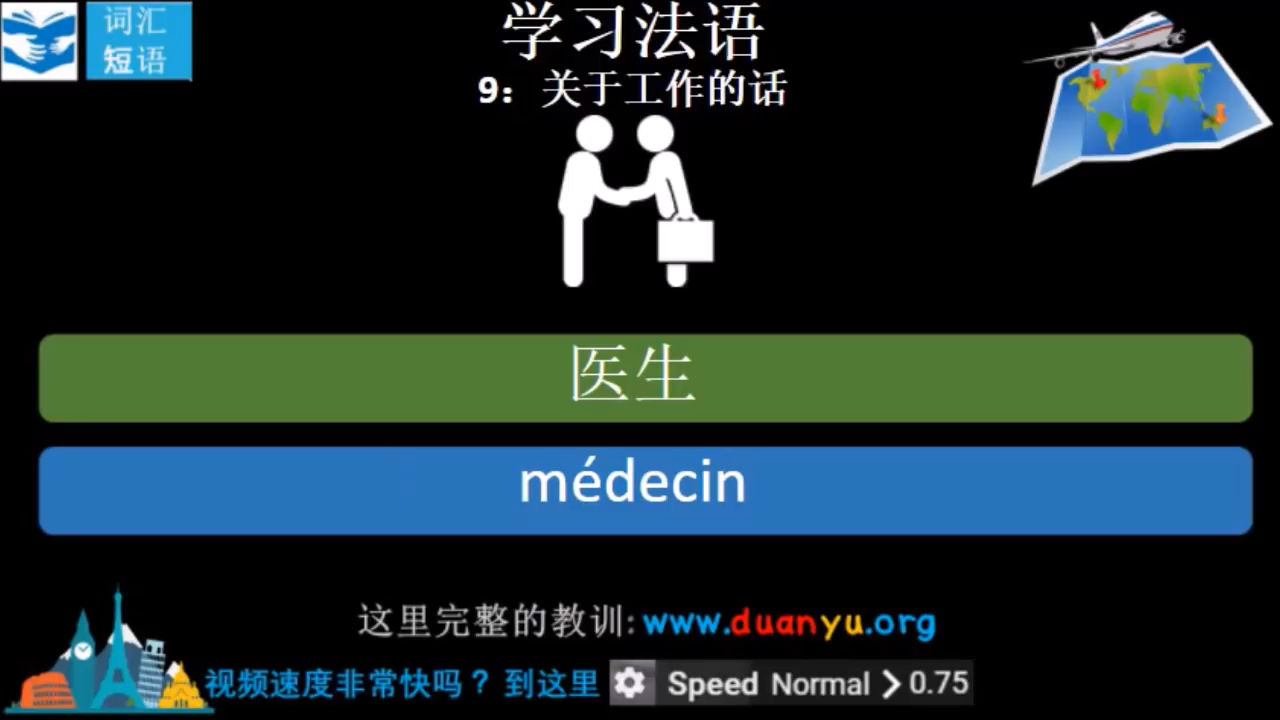 词汇
短语
学习法语
9：关于工作的话
医生
médecin
这里完整的教训: www.duanyu.org
视频速度非常快吗？到这里 Speed Normal > 0.75